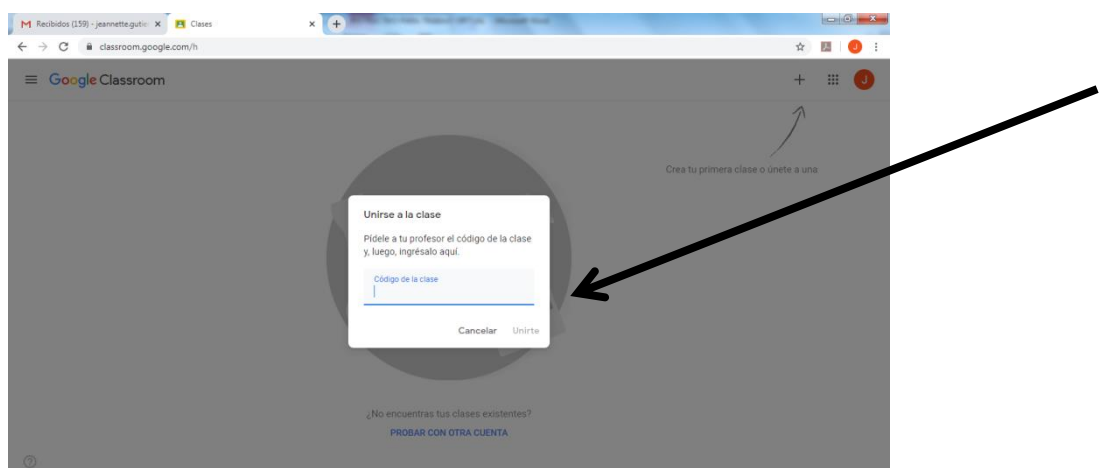 Recibidos (159) - jeannette.gutie
Clases
classroom.google.com/h
J
Google Classroom
J
Crea tu primera clase o únete a una
Unirse a la clase
Pídele a tu profesor el código de la clase
y, luego, ingrésalo aquí.
Código de la clase
Cancelar Unirte
¿No encuentras tus clases existentes?
PROBAR CON OTRA CUENTA